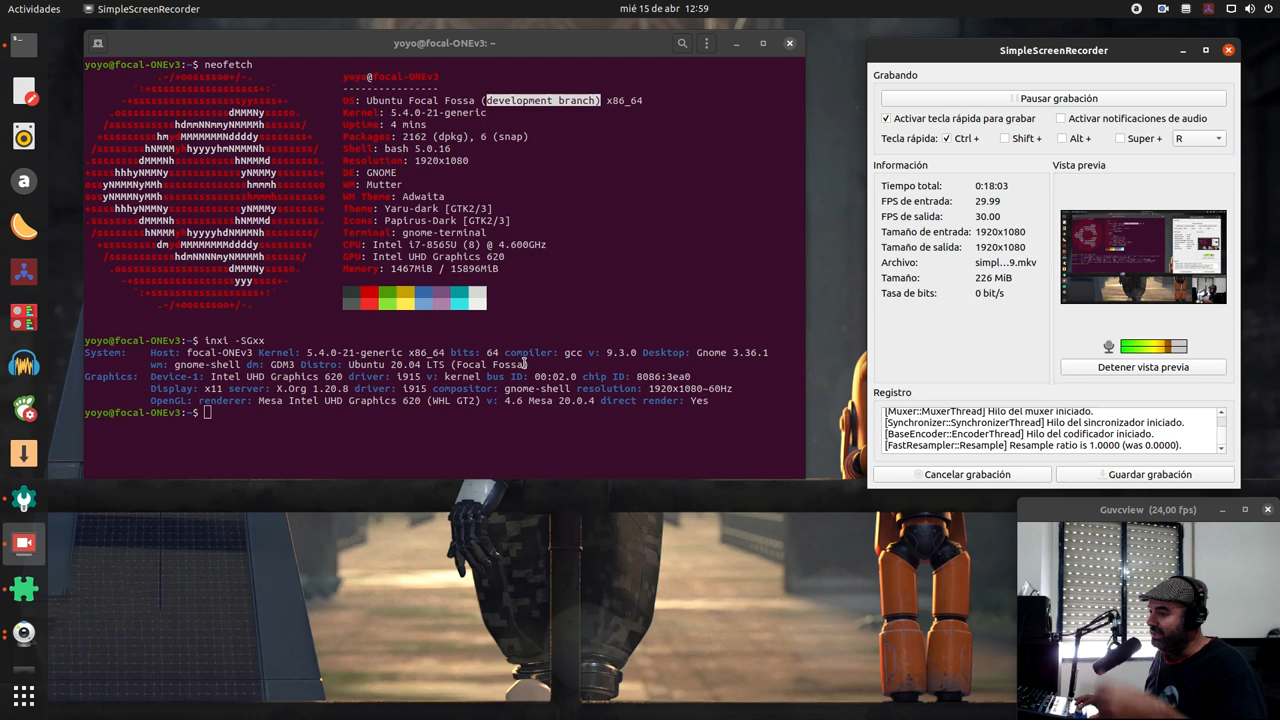 Actividades
SimpleScreenRecorder
mié 15 de abr 12:59
yoyo@focal-ONEv3: ~
yoyo@focal-ONEv3:~$ neofetch
yoyo@focal-ONEv3
----------------
OS: Ubuntu Focal Fossa (development branch) x86_64
Kernel: 5.4.0-21-generic
Uptime: 4 mins
Packages: 2162 (dpkg), 6 (snap)
Shell: bash 5.0.16
Resolution: 1920x1080
DE: GNOME
WM: Mutter
WM Theme: Adwaita
Theme: Yaru-dark [GTK2/3]
Icons: Papirus-Dark [GTK2/3]
Terminal: gnome-terminal
CPU: Intel i7-8565U (8) @ 4.600GHz
GPU: Intel UHD Graphics 620
Memory: 1467MiB / 15896MiB
yoyo@focal-ONEv3:~$ inxi -SGxx
System: Host: focal-ONEv3 Kernel: 5.4.0-21-generic x86_64 bits: 64 compiler: gcc v: 9.3.0 Desktop: Gnome 3.36.1
wm: gnome-shell dm: GDM3 Distro: Ubuntu 20.04 LTS (Focal Fossa)
Graphics: Device-1: Intel UHD Graphics 620 driver: i915 v: kernel bus ID: 00:02.0 chip ID: 8086:3ea0
Display: x11 server: X.Org 1.20.8 driver: i915 compositor: gnome-shell resolution: 1920x1080~60Hz
OpenGL: renderer: Mesa Intel UHD Graphics 620 (WHL GT2) v: 4.6 Mesa 20.0.4 direct render: Yes
yoyo@focal-ONEv3:~$
SimpleScreenRecorder
Grabando
Pausar grabación
Activar tecla rápida para grabar
Activar notificaciones de audio
Tecla rápida: Ctrl + Shift + Alt + Super + R
Información
Tiempo total: 0:18:03
FPS de entrada: 29.99
FPS de salida: 30.00
Tamaño de entrada: 1920x1080
Tamaño de salida: 1920x1080
Archivo: simpl...9.mkv
Tamaño: 226 MiB
Tasa de bits: 0 bit/s
Vista previa
Detener vista previa
Registro
[Muxer::MuxerThread] Hilo del muxer iniciado.
[Synchronizer::SynchronizerThread] Hilo del sincronizador iniciado.
[BaseEncoder::EncoderThread] Hilo del codificador iniciado.
[FastResampler::Resample] Resample ratio is 1.0000 (was 0.0000).
Cancelar grabación
Guardar grabación
Guvcview (24,00 fps)